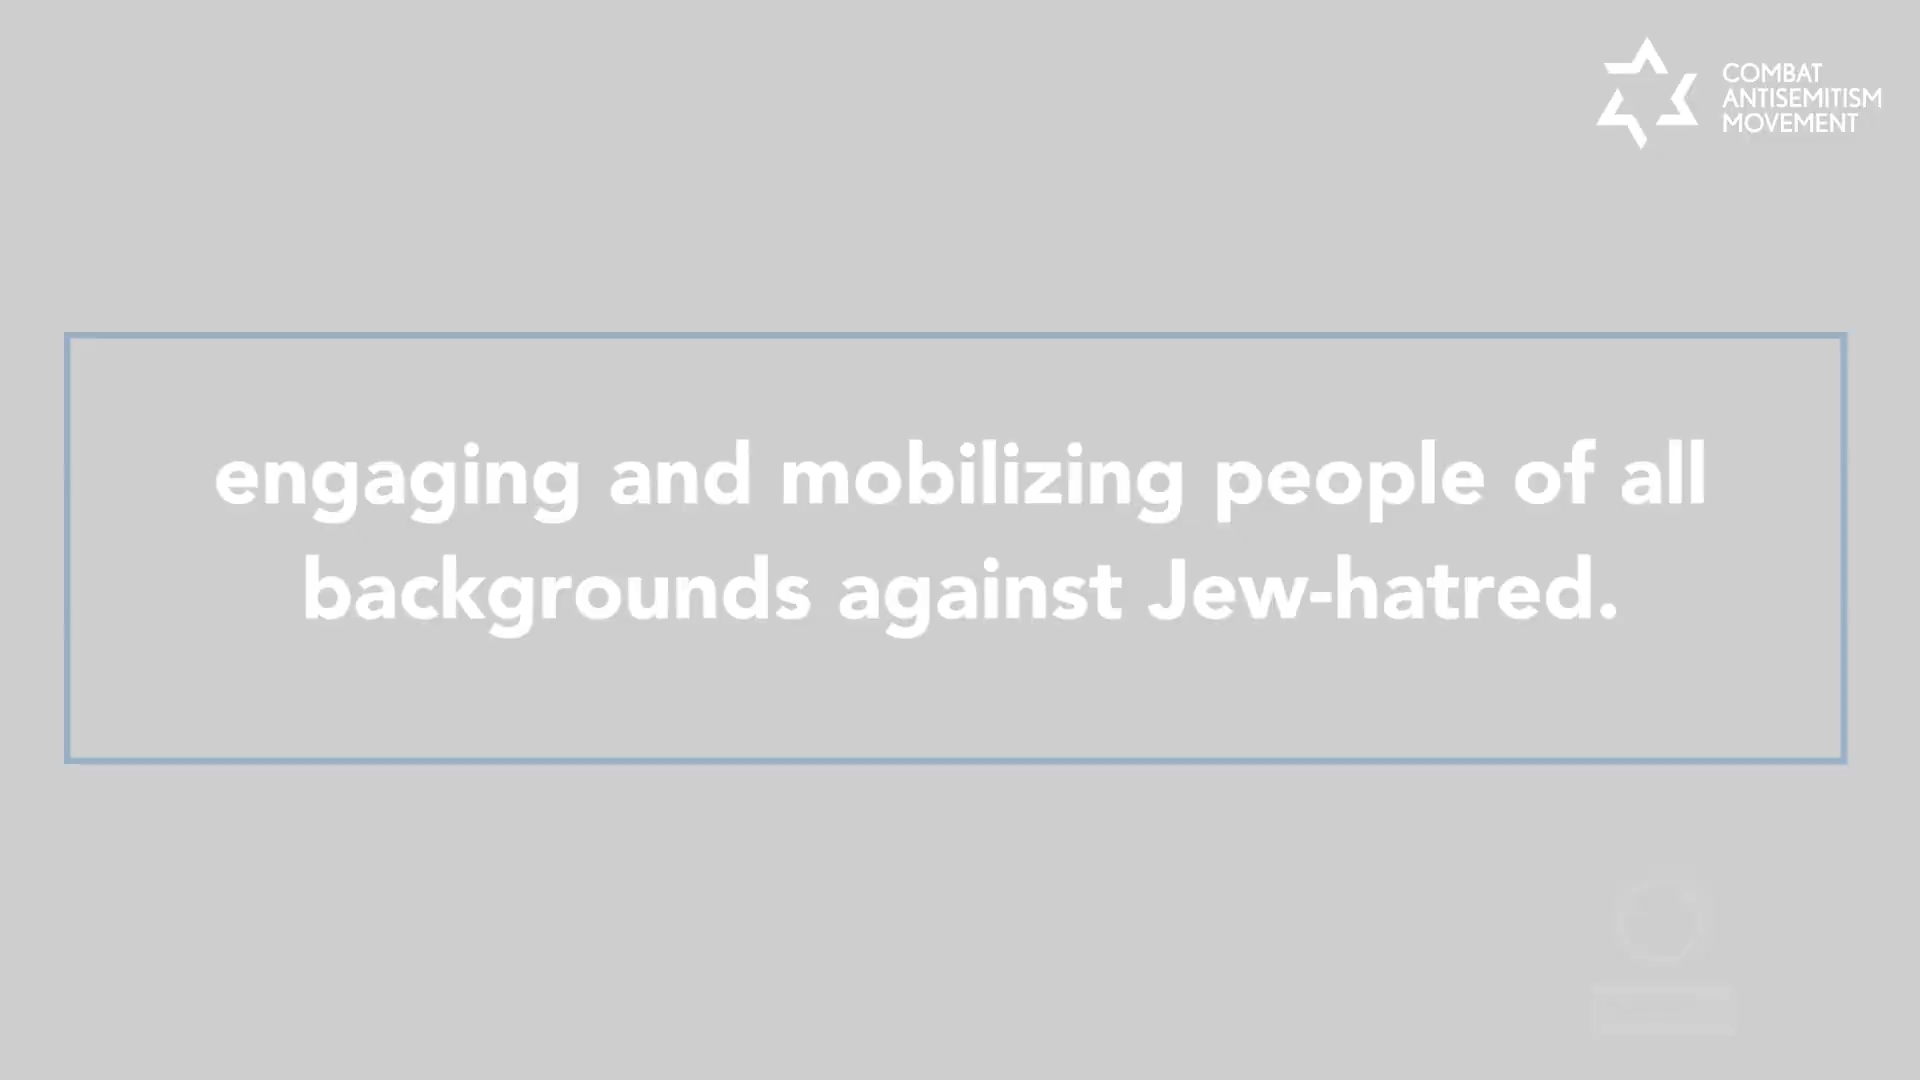 COMBAT
ANTISEMITISM
MOVEMENT
engaging and mobilizing people of all
backgrounds against Jew-hatred.